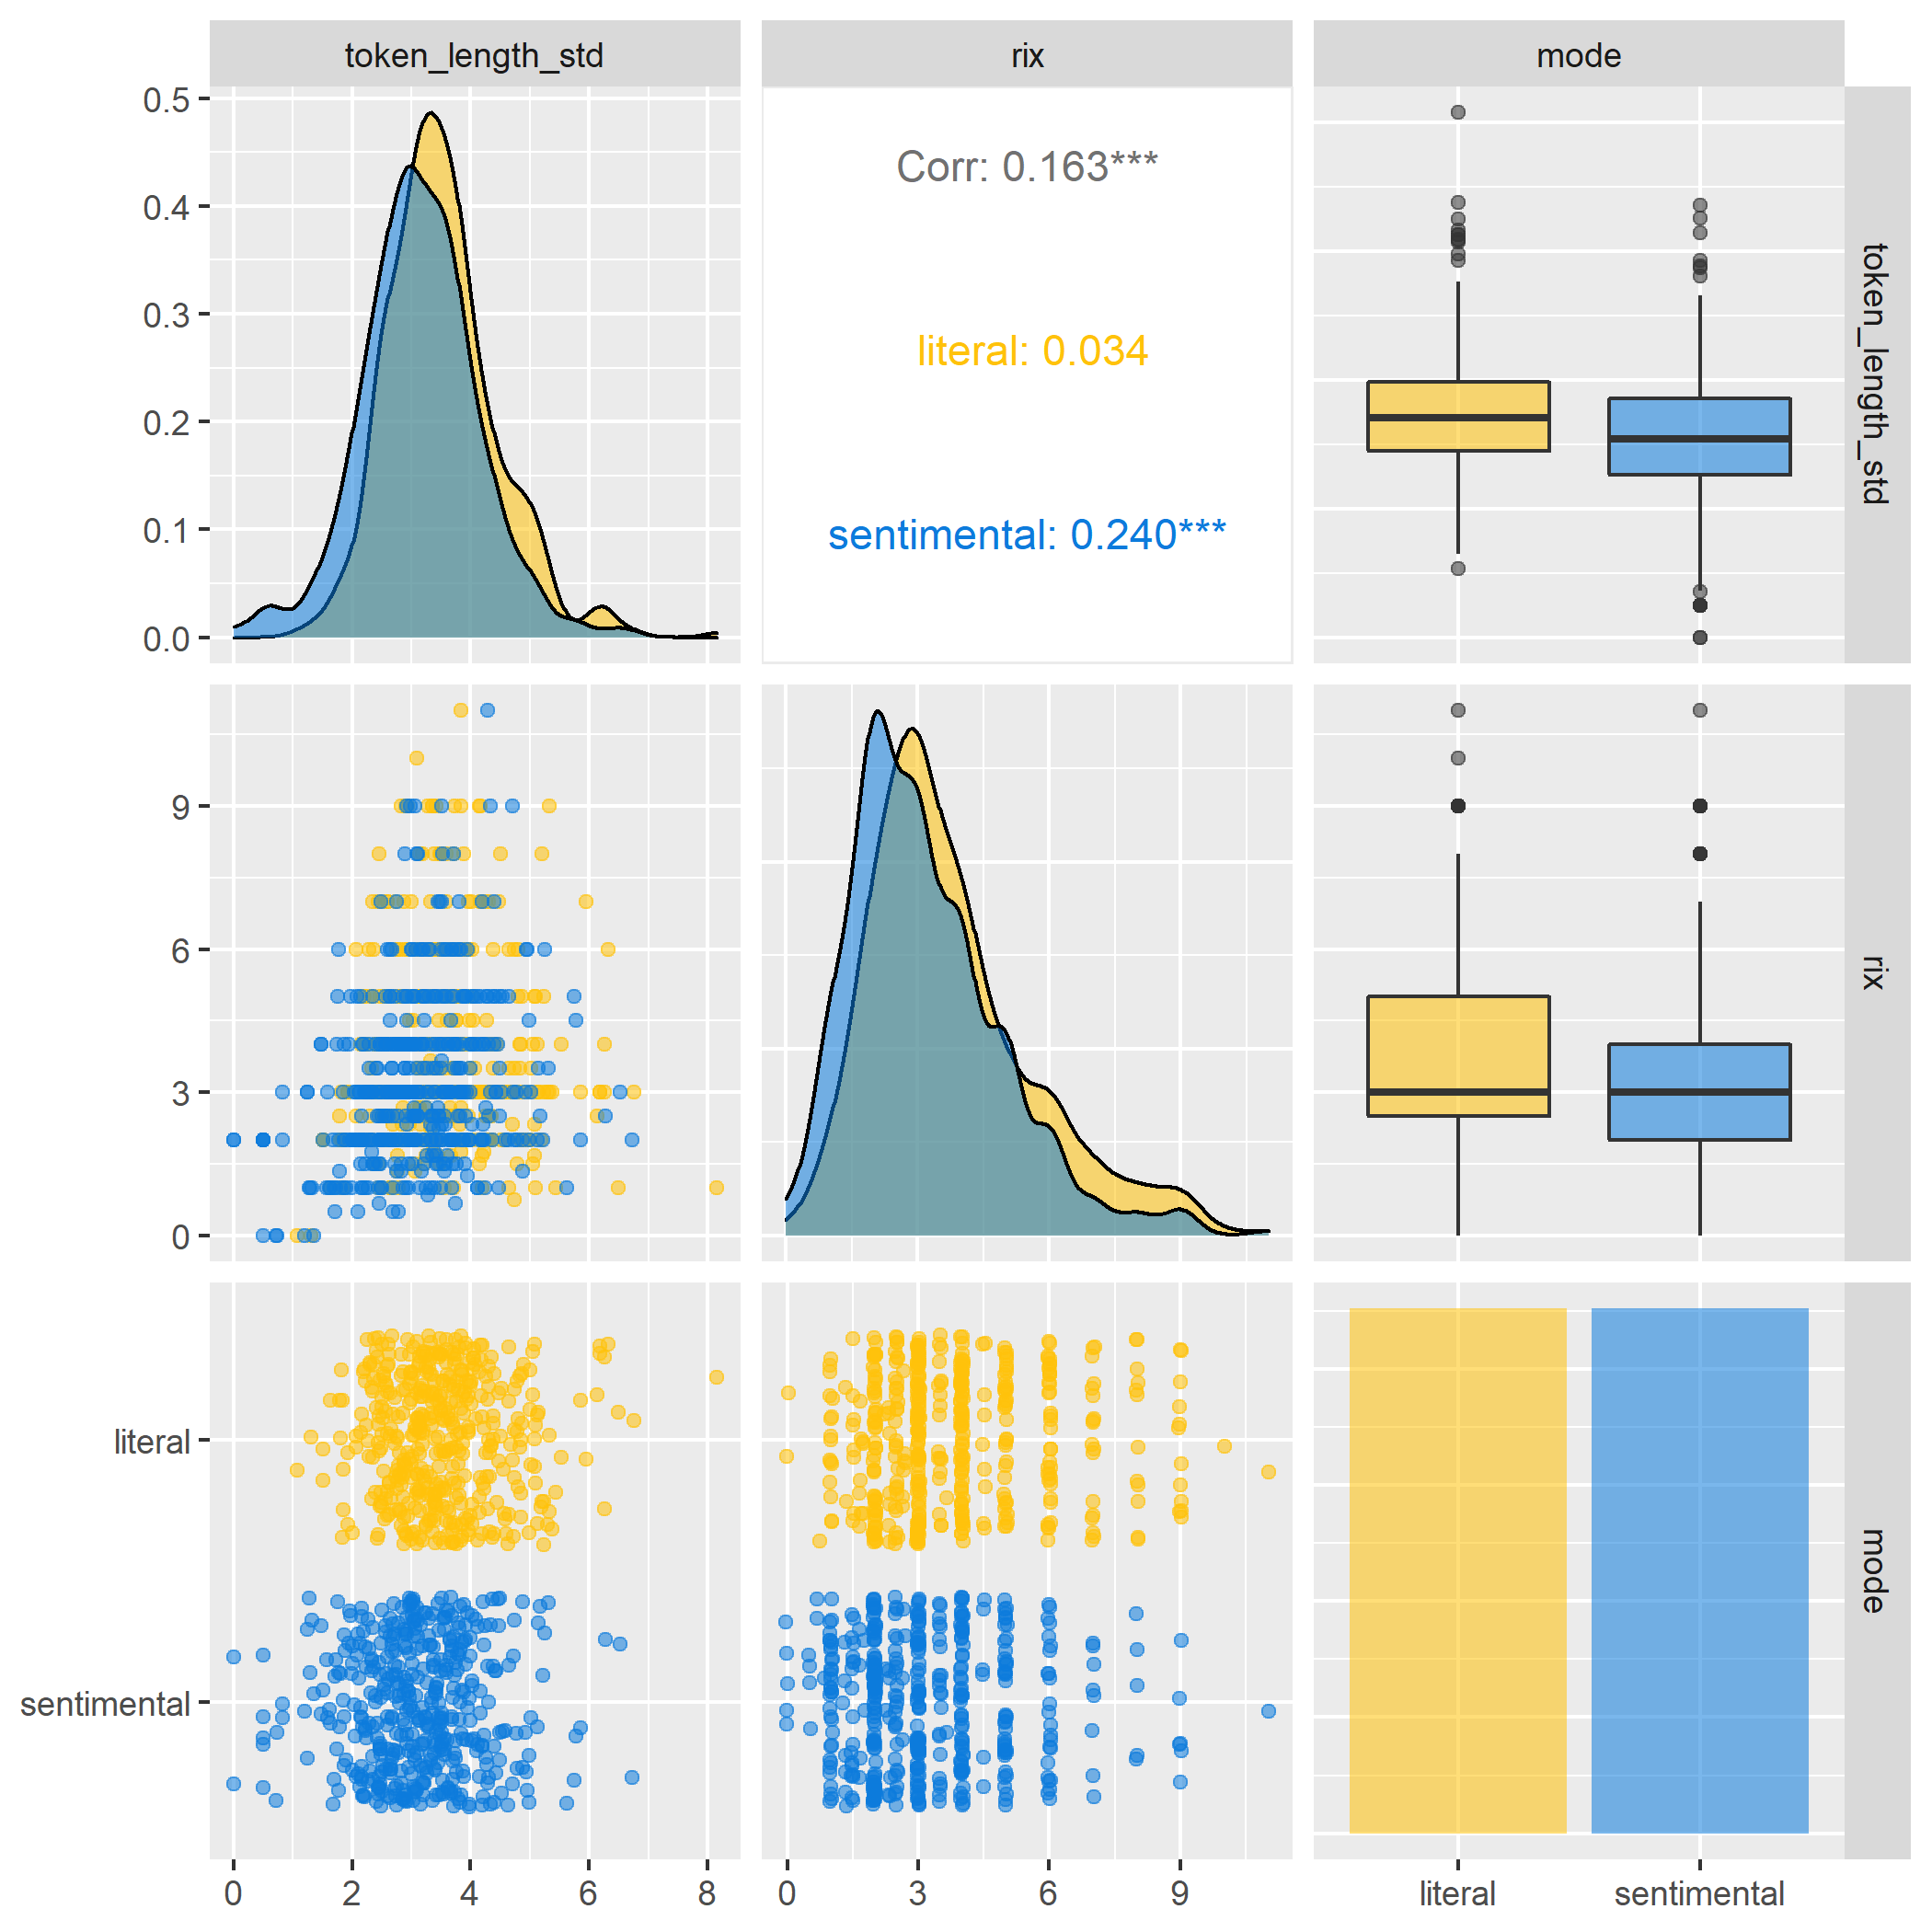 token_length_std
rix
mode
0.5
0.4
0.3
0.2
0.1
0.0
Corr: 0.163***
literal: 0.034
sentimental: 0.240***
token_length_std
9
6
3
0
rix
literal
sentimental
mode
0 2 4 6 8
0 3 6 9
literal sentimental